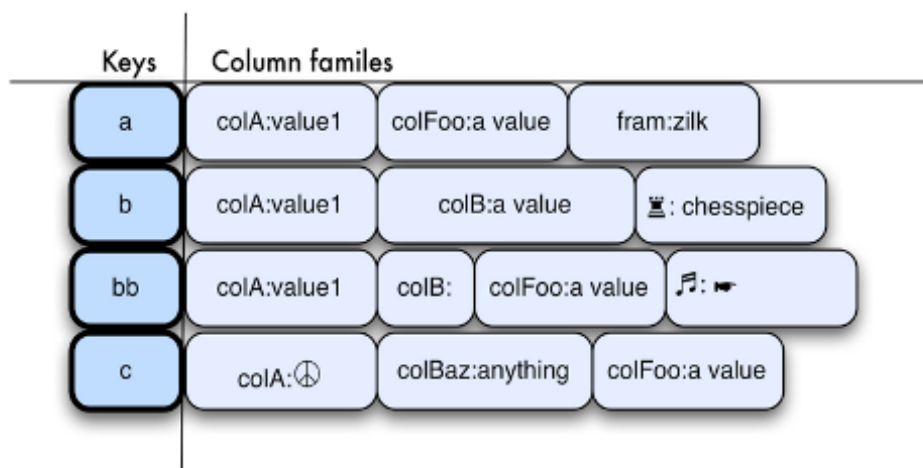 Keys Column familes
a colA:value1 colFoo:a value fram:zilk
b colA:value1 colB:a value ♜: chesspiece
bb colA:value1 colB: colFoo:a value ♬: ☛
c colA:☮ colBaz:anything colFoo:a value